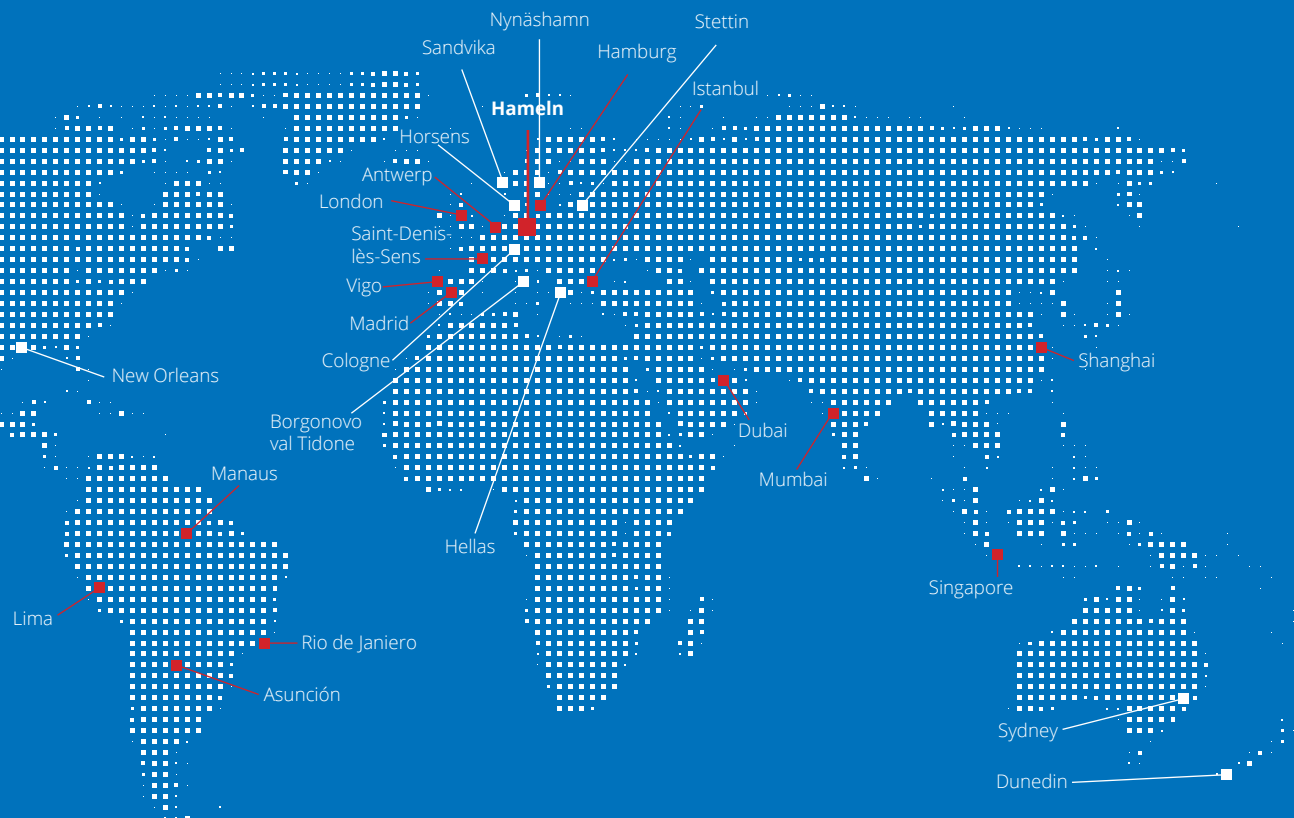 Nynäshamn
Stettin
Sandvika
Hamburg
Istanbul
Hameln
Horsens
Antwerp
London
Saint-Denis-
lès-Sens
Vigo
Madrid
Cologne
Shanghai
New Orleans
Borgonovo
val Tidone
Dubai
Manaus
Mumbai
Hellas
Singapore
Lima
Rio de Janiero
Asunción
Sydney
Dunedin